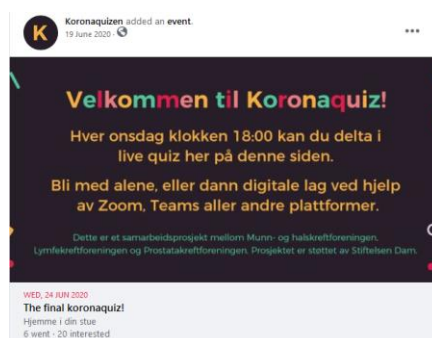 Koronaquizen added an event.
19 June 2020 ·
K
Velkommen til Koronaquiz!
Hver onsdag klokken 18:00 kan du delta i
live quiz her på denne siden.
Bli med alene, eller dann digitale lag ved hjelp
av Zoom, Teams aller andre plattformer.
Dette er et samarbeidsprosjekt mellom Munn- og halskreftforeningen,
Lymfekreftforeningen og Prostatakreftforeningen. Prosjektet er støttet av Stiftelsen Dam.
WED, 24 JUN 2020
The final koronaquiz!
Hjemme i din stue
6 went · 20 interested